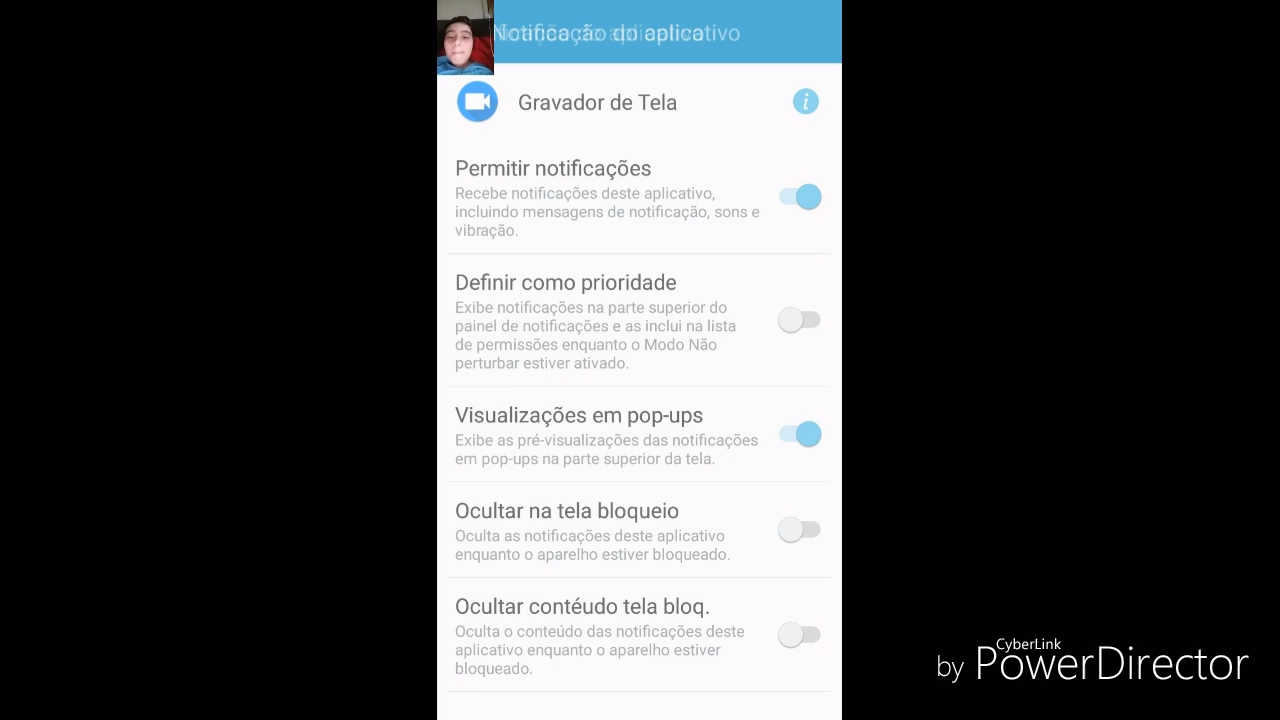 Notificação do aplicativo
Gravador de Tela
i
Permitir notificações
Recebe notificações deste aplicativo,
incluindo mensagens de notificação, sons e
vibração.
Definir como prioridade
Exibe notificações na parte superior do
painel de notificações e as inclui na lista
de permissões enquanto o Modo Não
perturbar estiver ativado.
Visualizações em pop-ups
Exibe as pré-visualizações das notificações
em pop-ups na parte superior da tela.
Ocultar na tela bloqueio
Oculta as notificações deste aplicativo
enquanto o aparelho estiver bloqueado.
Ocultar contéudo tela bloq.
Oculta o conteúdo das notificações deste
aplicativo enquanto o aparelho estiver
bloqueado.
CyberLink
by PowerDirector